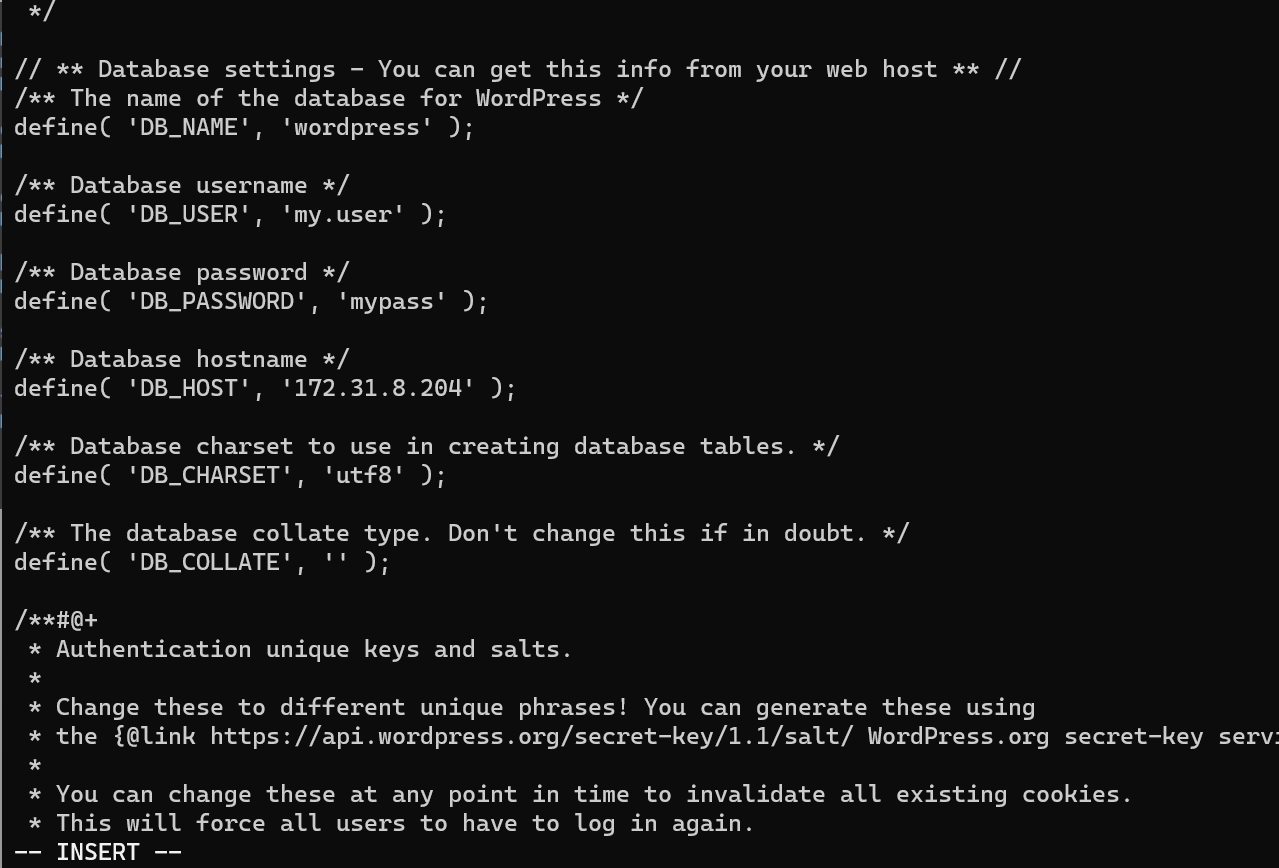 */
// ** Database settings - You can get this info from your web host ** //
/** The name of the database for WordPress */
define( 'DB_NAME', 'wordpress' );
/** Database username */
define( 'DB_USER', 'my.user' );
/** Database password */
define( 'DB_PASSWORD', 'mypass' );
/** Database hostname */
define( 'DB_HOST', '172.31.8.204' );
/** Database charset to use in creating database tables. */
define( 'DB_CHARSET', 'utf8' );
/** The database collate type. Don't change this if in doubt. */
define( 'DB_COLLATE', '' );
/**#@+
* Authentication unique keys and salts.
*
* Change these to different unique phrases! You can generate these using
* the {@link https://api.wordpress.org/secret-key/1.1/salt/ WordPress.org secret-key
*
* You can change these at any point in time to invalidate all existing cookies.
* This will force all users to have to log in again.
-- INSERT --